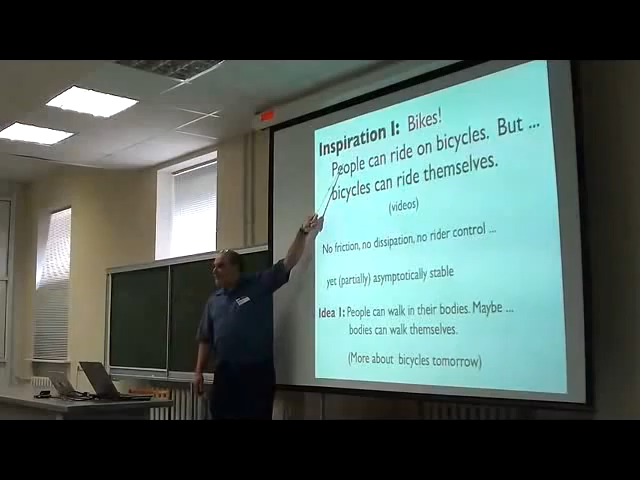 Inspiration 1: Bikes!
People can ride on bicycles. But ...
bicycles can ride themselves.
(videos)
No friction, no dissipation, no rider control ...
yet (partially) asymptotically stable
Idea 1: People can walk in their bodies. Maybe ...
bodies can walk themselves.
(More about bicycles tomorrow)